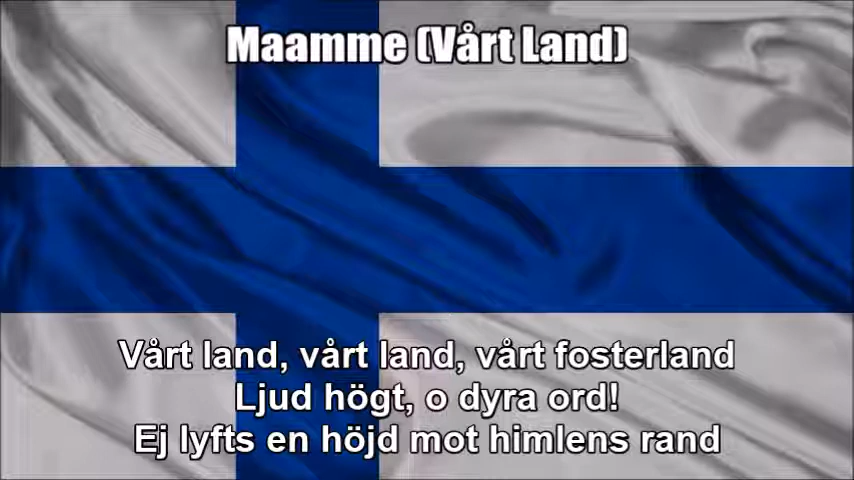 Maamme (Vårt Land)
Vårt land, vårt land, vårt fosterland
Ljud högt, o dyra ord!
Ej lyfts en höjd mot himlens rand